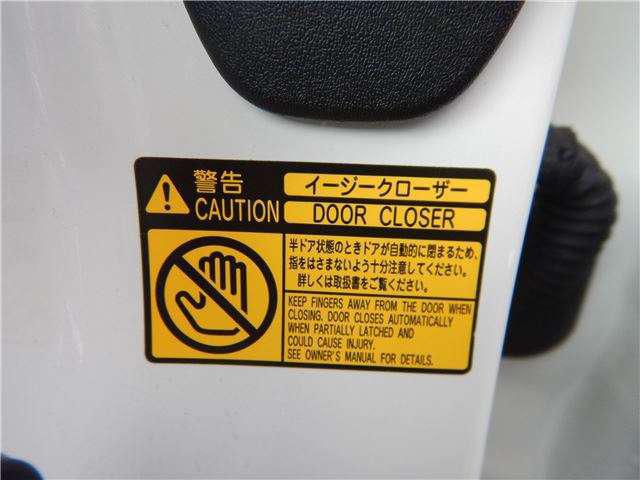 警告
CAUTION
イージークローザー
DOOR CLOSER
半ドア状態のときドアが自動的に閉まるため、
指をはさまないよう十分注意してください。
詳しくは取扱書をご覧ください。
KEEP FINGERS AWAY FROM THE DOOR WHEN
CLOSING. DOOR CLOSES AUTOMATICALLY
WHEN PARTIALLY LATCHED AND
COULD CAUSE INJURY.
SEE OWNER'S MANUAL FOR DETAILS.